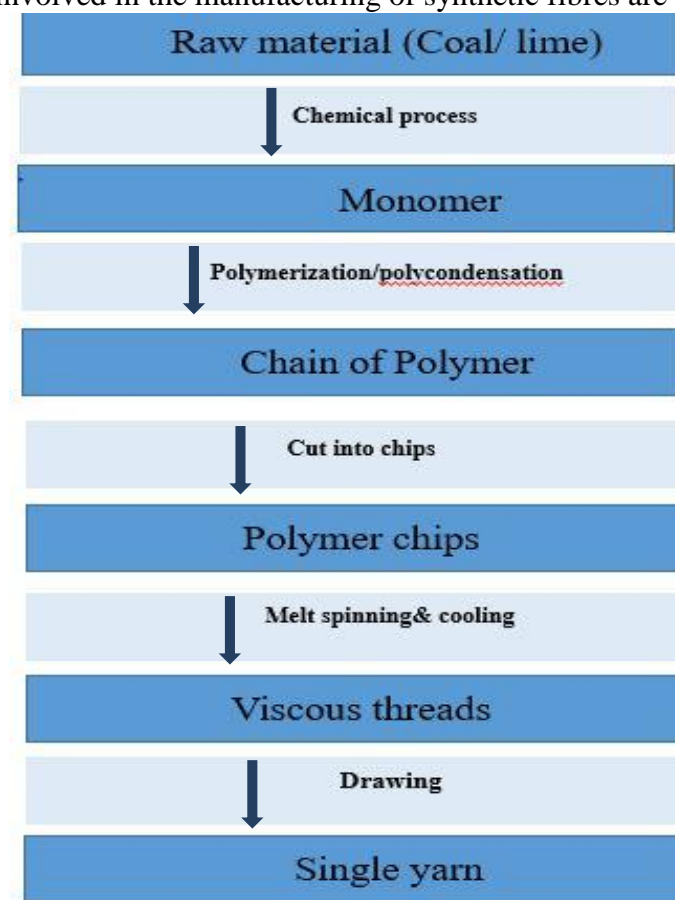 involved in the manufacturing of synthetic fibres are
Raw material (Coal/ lime)
Chemical process
Monomer
Polymerization/polycondensation
Chain of Polymer
Cut into chips
Polymer chips
Melt spinning& cooling
Viscous threads
Drawing
Single yarn